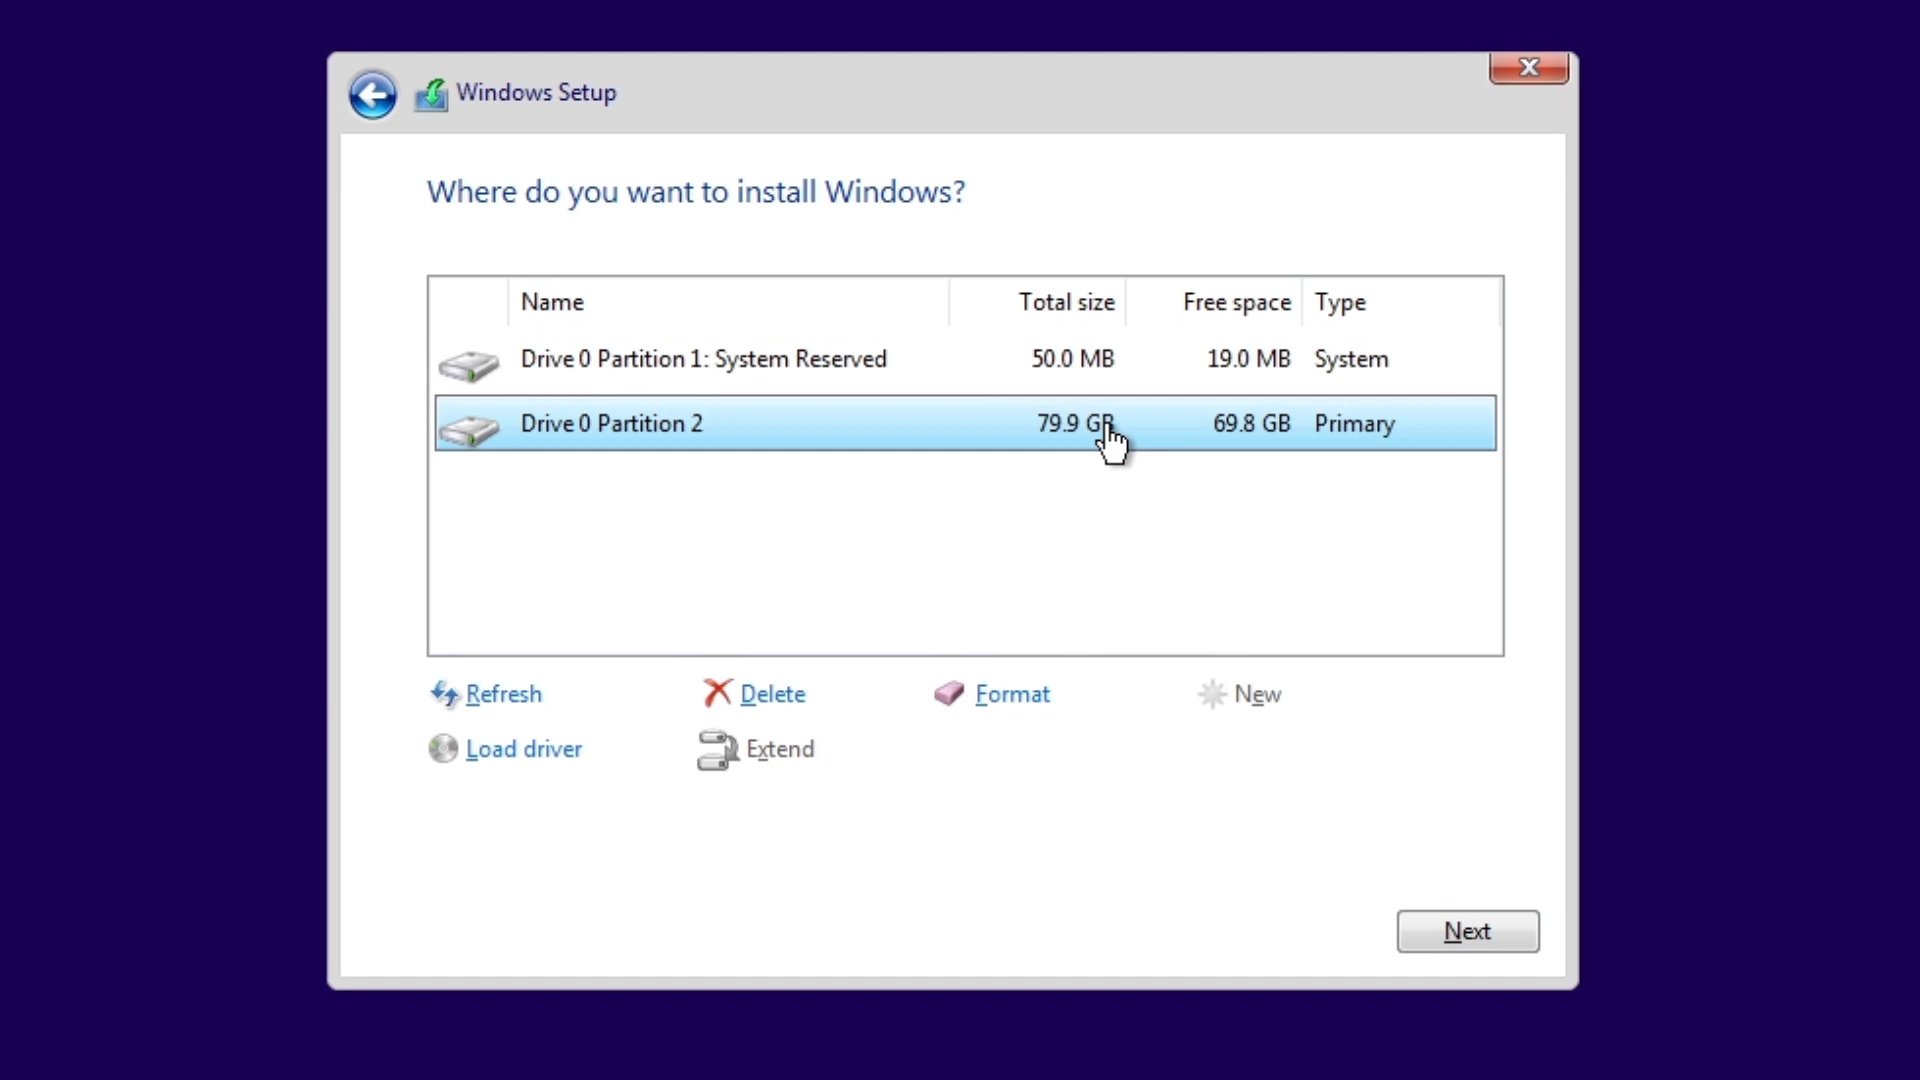 Windows Setup
Where do you want to install Windows?
Name Total size Free space Type
Drive 0 Partition 1: System Reserved 50.0 MB 19.0 MB System
Drive 0 Partition 2 79.9 GB 69.8 GB Primary
Refresh Delete Format New
Load driver Extend
Next